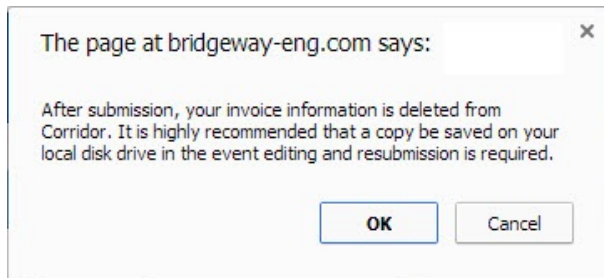 The page at bridgeway-eng.com says:
After submission, your invoice information is deleted from
Corridor. It is highly recommended that a copy be saved on your
local disk drive in the event editing and resubmission is required.
OK Cancel